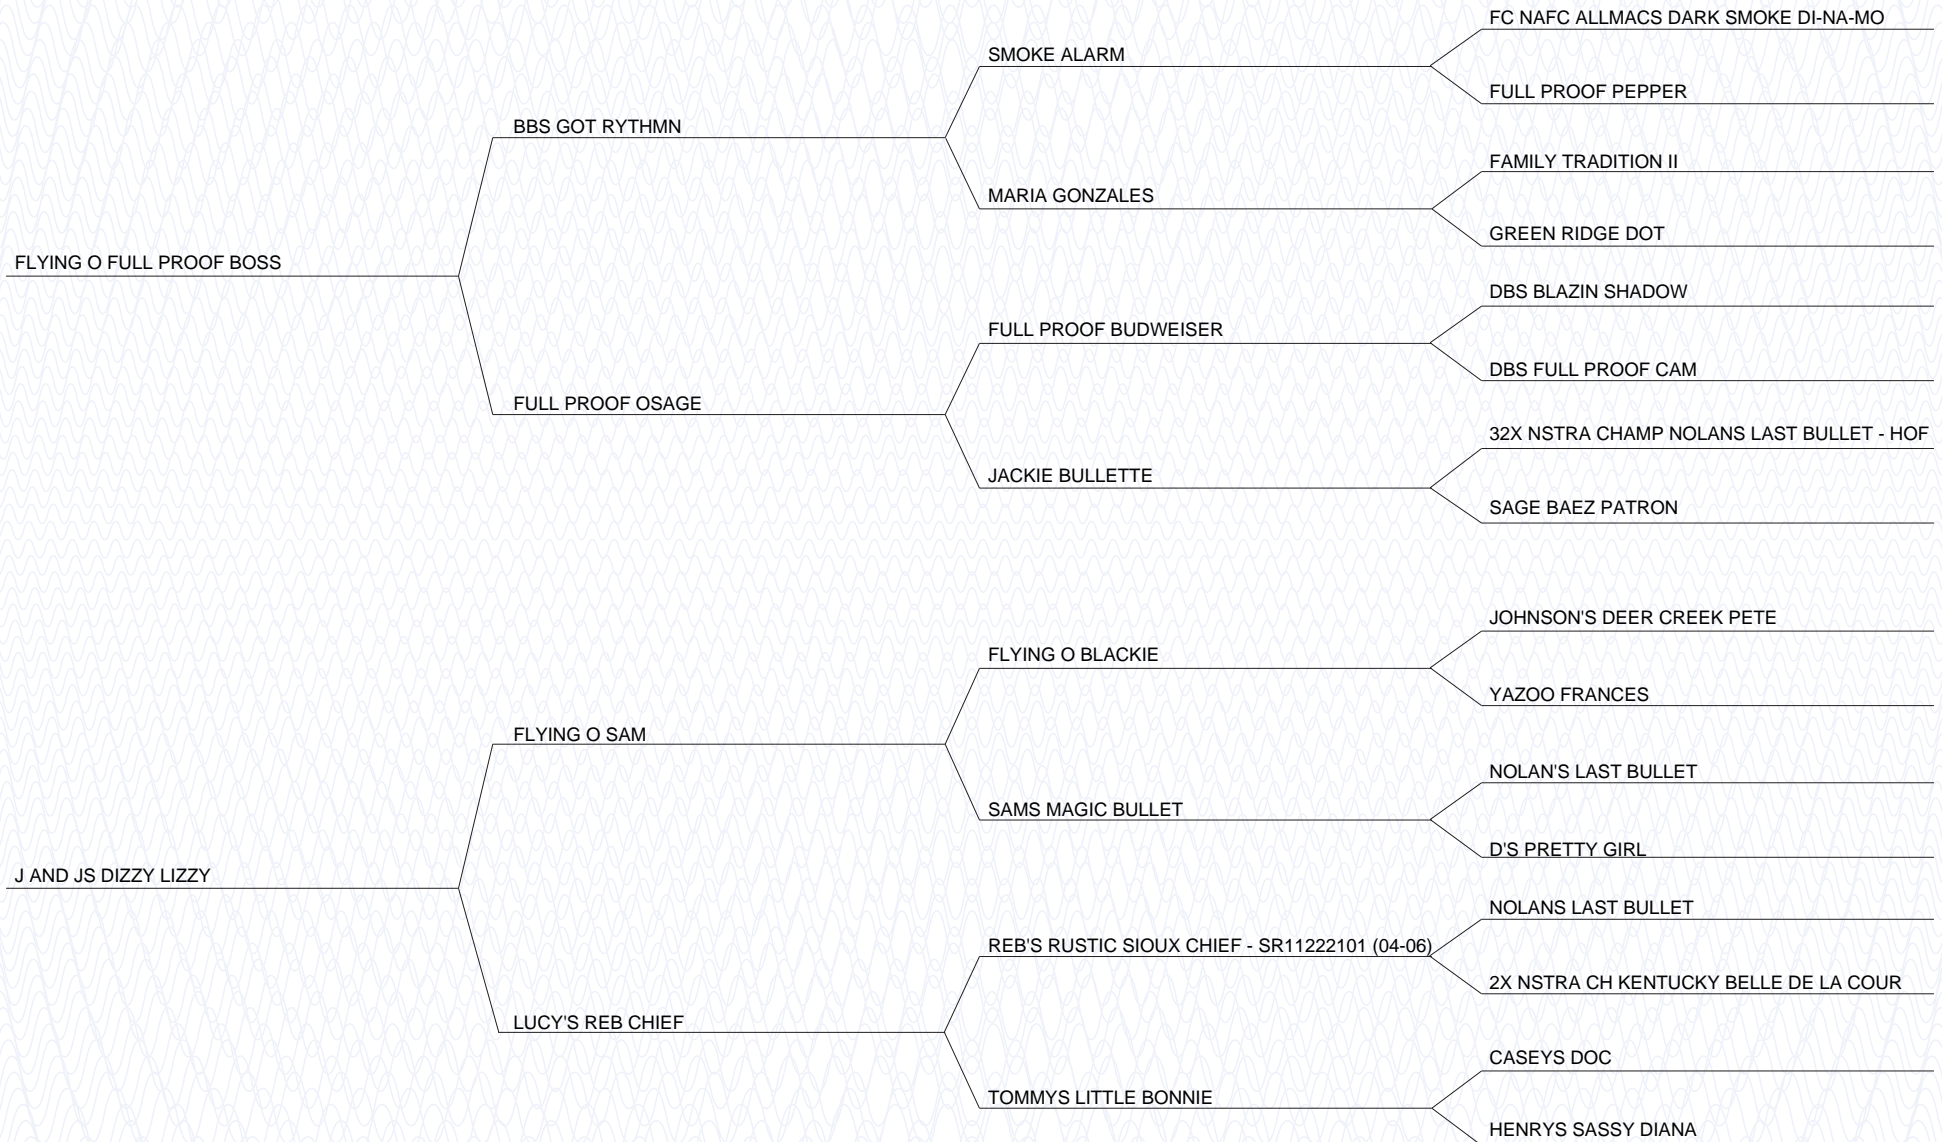 FC NAFC ALLMACS DARK SMOKE DI-NA-MO
SMOKE ALARM
FULL PROOF PEPPER
BBS GOT RYTHMN
FAMILY TRADITION II
MARIA GONZALES
GREEN RIDGE DOT
FLYING O FULL PROOF BOSS
DBS BLAZIN SHADOW
FULL PROOF BUDWEISER
DBS FULL PROOF CAM
FULL PROOF OSAGE
32X NSTRA CHAMP NOLANS LAST BULLET - HOF
JACKIE BULLETTE
SAGE BAEZ PATRON
JOHNSON'S DEER CREEK PETE
FLYING O BLACKIE
YAZOO FRANCES
FLYING O SAM
NOLAN'S LAST BULLET
SAMS MAGIC BULLET
D'S PRETTY GIRL
J AND JS DIZZY LIZZY
NOLANS LAST BULLET
REB'S RUSTIC SIOUX CHIEF - SR11222101 (04-06)
2X NSTRA CH KENTUCKY BELLE DE LA COUR
LUCY'S REB CHIEF
CASEYS DOC
TOMMYS LITTLE BONNIE
HENRYS SASSY DIANA